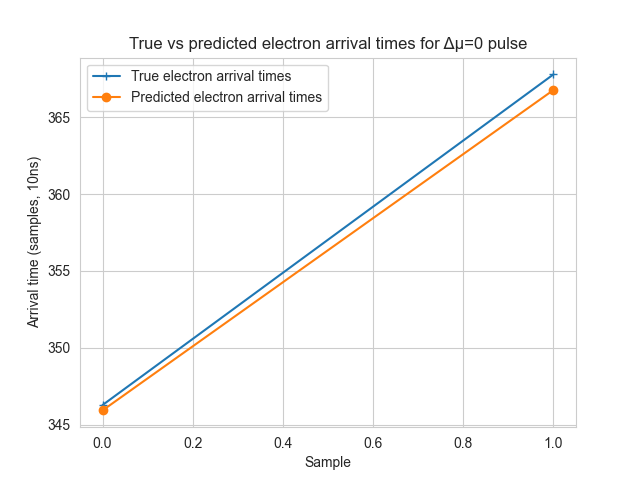 True vs predicted electron arrival times for Δμ=0 pulse
True electron arrival times
Predicted electron arrival times
Arrival time (samples, 10ns)
365
360
355
350
345
0.0 0.2 0.4 0.6 0.8 1.0
Sample